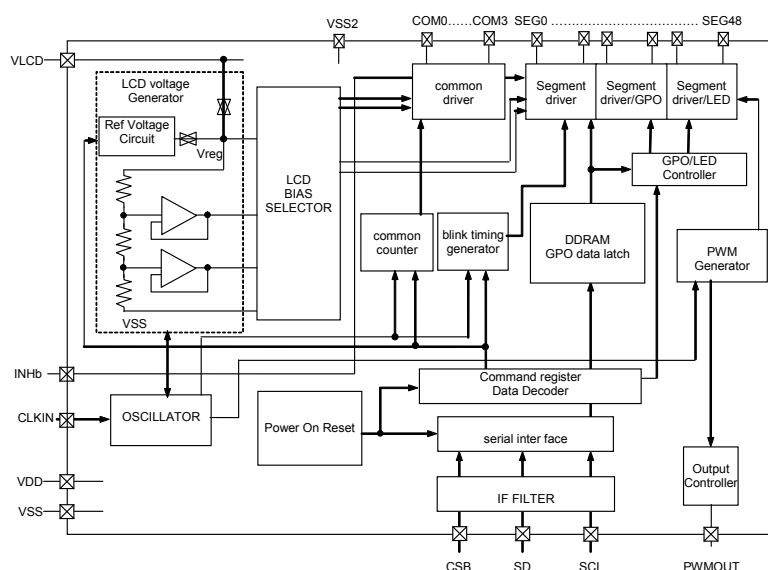 VSS2
COM0......COM3
SEG0 ...................... SEG48
VLCD
LCD voltage
Generator
Ref Voltage
Circuit
Vreg
VSS
LCD
BIAS
SELECTOR
common
driver
Segment
driver
Segment
driver/GPO
Segment
driver/LED
GPO/LED
Controller
common
counter
blink timing
generator
DDRAM
GPO data latch
PWM
Generator
INHb
CLKIN
OSCILLATOR
Command register
Data Decoder
Power On Reset
serial inter face
Output
Controller
VDD
VSS
IF FILTER
CSB
SD
SCL
PWMOUT